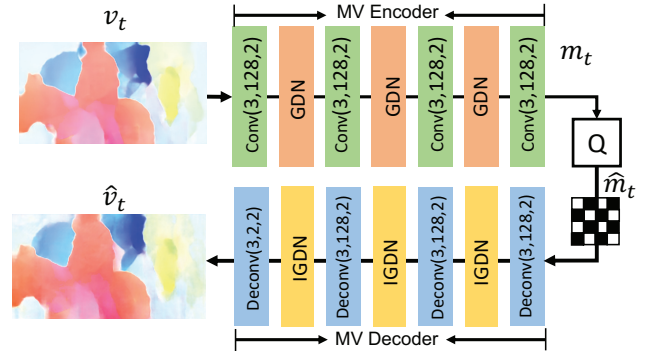 v_t
MV Encoder
Conv(3,128,2)
GDN
Conv(3,128,2)
GDN
Conv(3,128,2)
GDN
Conv(3,128,2)
m_t
Q
m̂_t
v̂_t
Deconv(3,2,2)
IGDN
Deconv(3,128,2)
IGDN
Deconv(3,128,2)
IGDN
Deconv(3,128,2)
MV Decoder